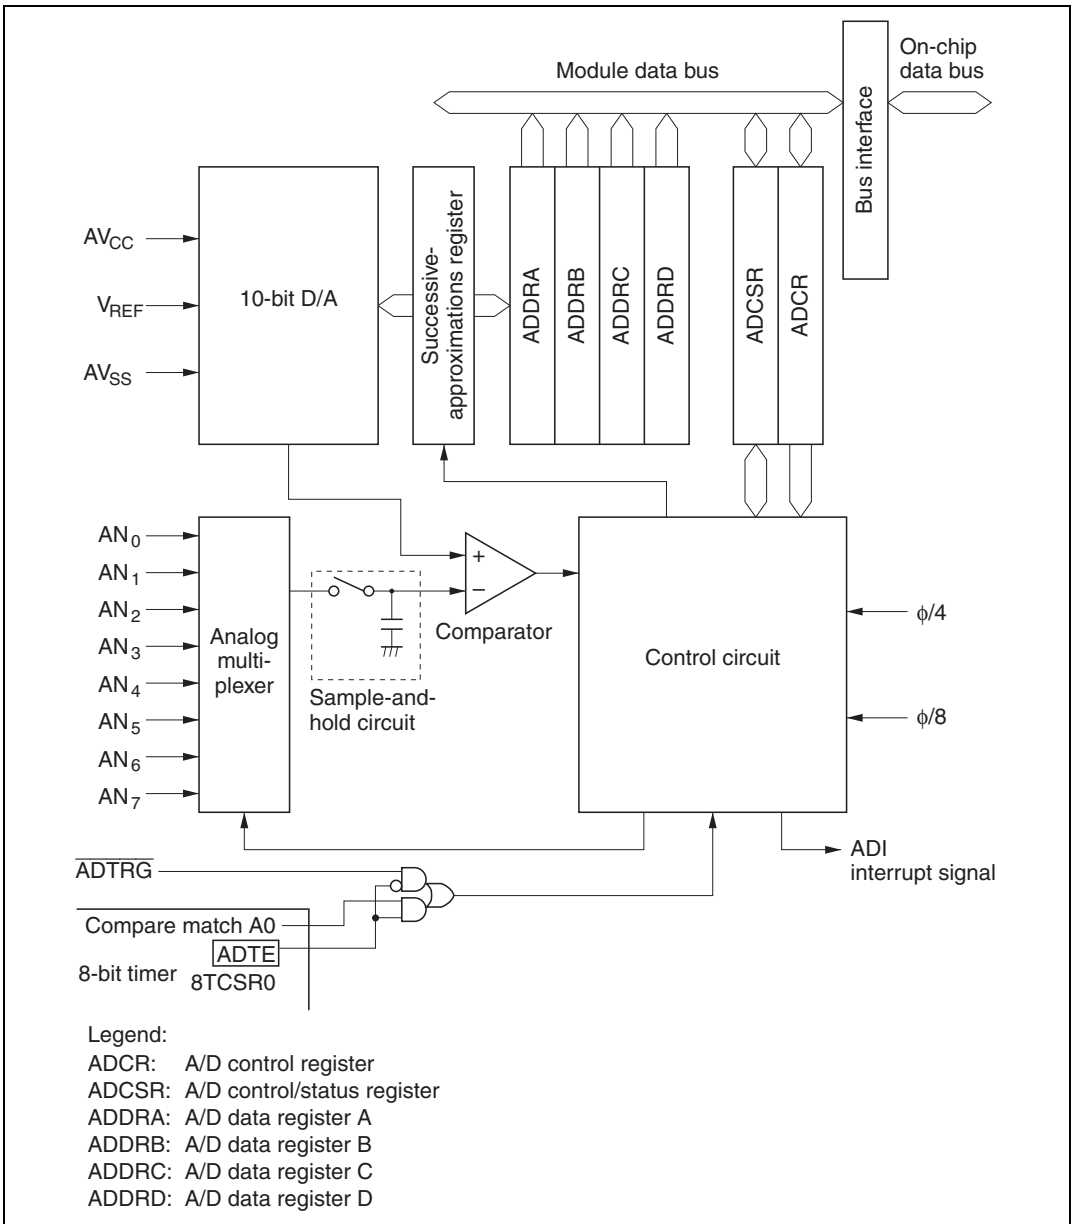 On-chip
data bus
Module data bus
Bus interface
AVCC
VREF
AVSS
10-bit D/A
Successive-
approximations register
ADDRA
ADDRB
ADDRC
ADDRD
ADCSR
ADCR
AN0
AN1
AN2
AN3
AN4
AN5
AN6
AN7
Analog
multi-
plexer
Sample-and-
hold circuit
+
−
Comparator
Control circuit
ϕ/4
ϕ/8
ADI
interrupt signal
ADTRG
Compare match A0
ADTE
8-bit timer
8TCSR0
Legend:
ADCR: A/D control register
ADCSR: A/D control/status register
ADDRA: A/D data register A
ADDRB: A/D data register B
ADDRC: A/D data register C
ADDRD: A/D data register D